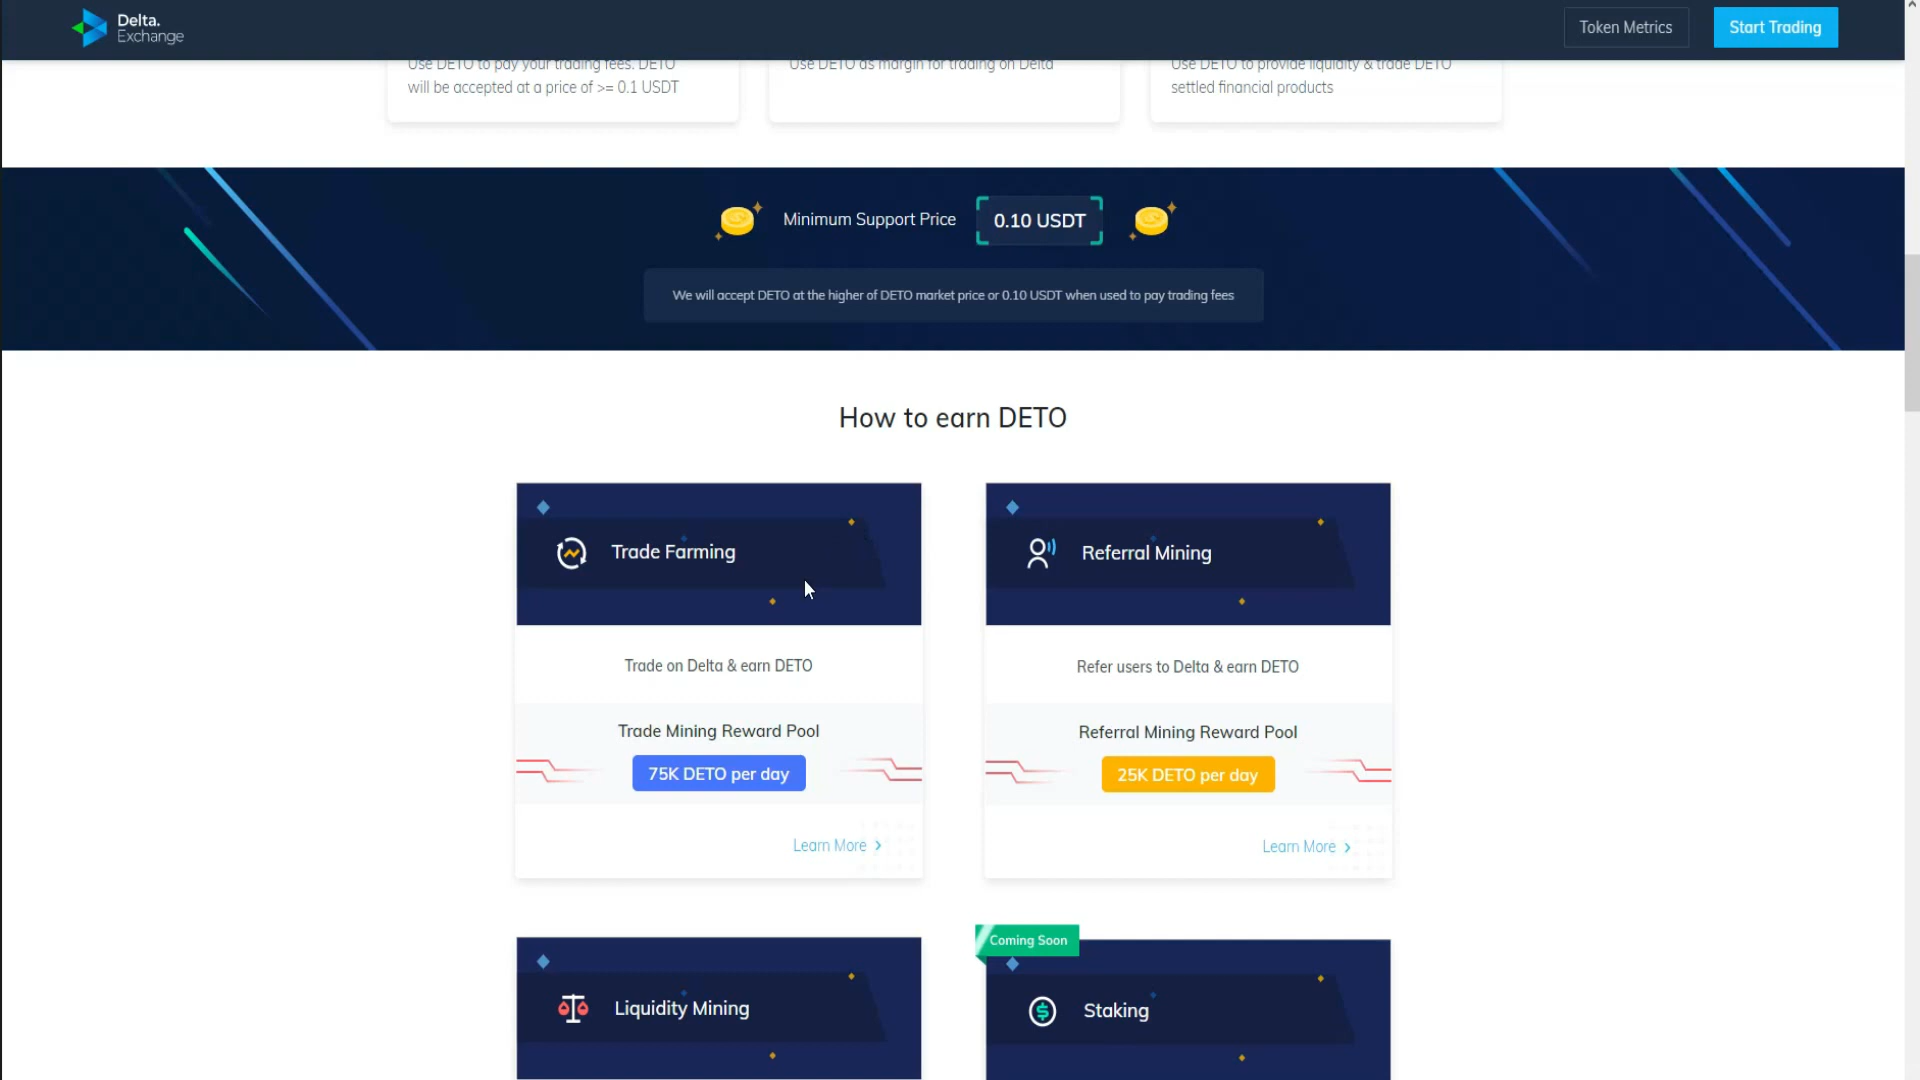 Delta.
Exchange
Token Metrics
Start Trading
Use DETO to pay your trading fees. DETO
will be accepted at a price of >= 0.1 USDT
Use DETO as margin for trading on Delta
Use DETO to provide liquidity & trade DETO
settled financial products
Minimum Support Price
0.10 USDT
We will accept DETO at the higher of DETO market price or 0.10 USDT when used to pay trading fees
How to earn DETO
Trade Farming
Trade on Delta & earn DETO
Trade Mining Reward Pool
75K DETO per day
Learn More
Referral Mining
Refer users to Delta & earn DETO
Referral Mining Reward Pool
25K DETO per day
Learn More
Liquidity Mining
Coming Soon
Staking